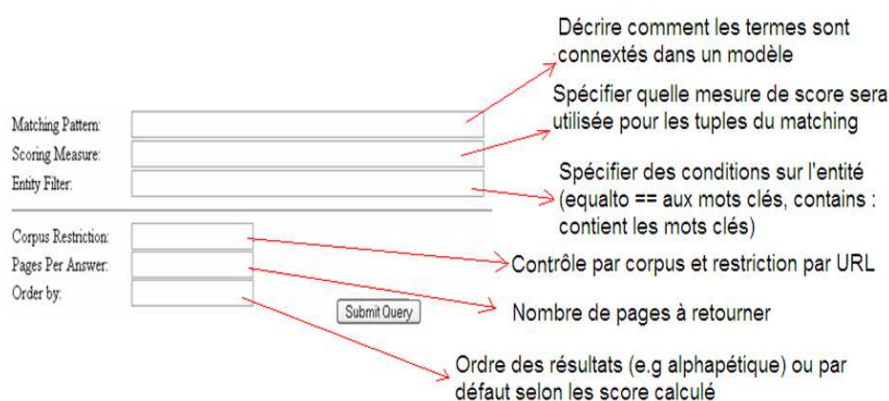 Décrire comment les termes sont
connextés dans un modèle
Spécifier quelle mesure de score sera
utilisée pour les tuples du matching
Matching Pattern:
Scoring Measure:
Entity Filter:
Spécifier des conditions sur l'entité
(equalto == aux mots clés, contains :
contient les mots clés)
Corpus Restriction:
Pages Per Answer:
Order by:
Submit Query
Contrôle par corpus et restriction par URL
Nombre de pages à retourner
Ordre des résultats (e.g alphapétique) ou par
défaut selon les score calculé